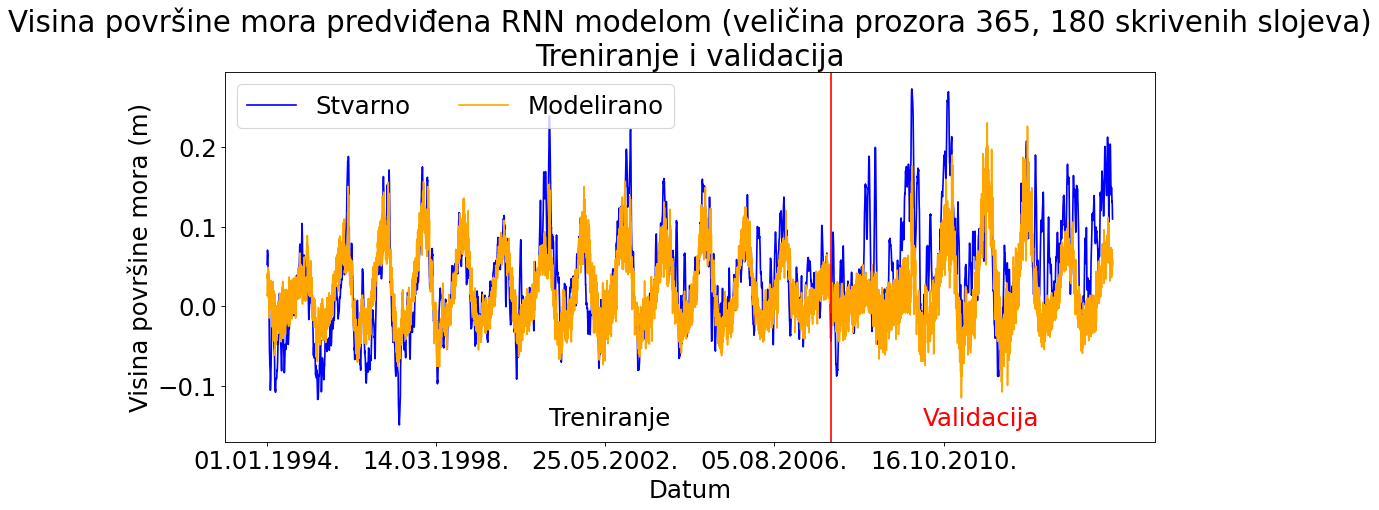 Visina površine mora predviđena RNN modelom (veličina prozora 365, 180 skrivenih slojeva)
Treniranje i validacija
Stvarno
Modelirano
Visina površine mora (m)
0.2
0.1
0.0
−0.1
Treniranje
Validacija
01.01.1994.
14.03.1998.
25.05.2002.
05.08.2006.
16.10.2010.
Datum